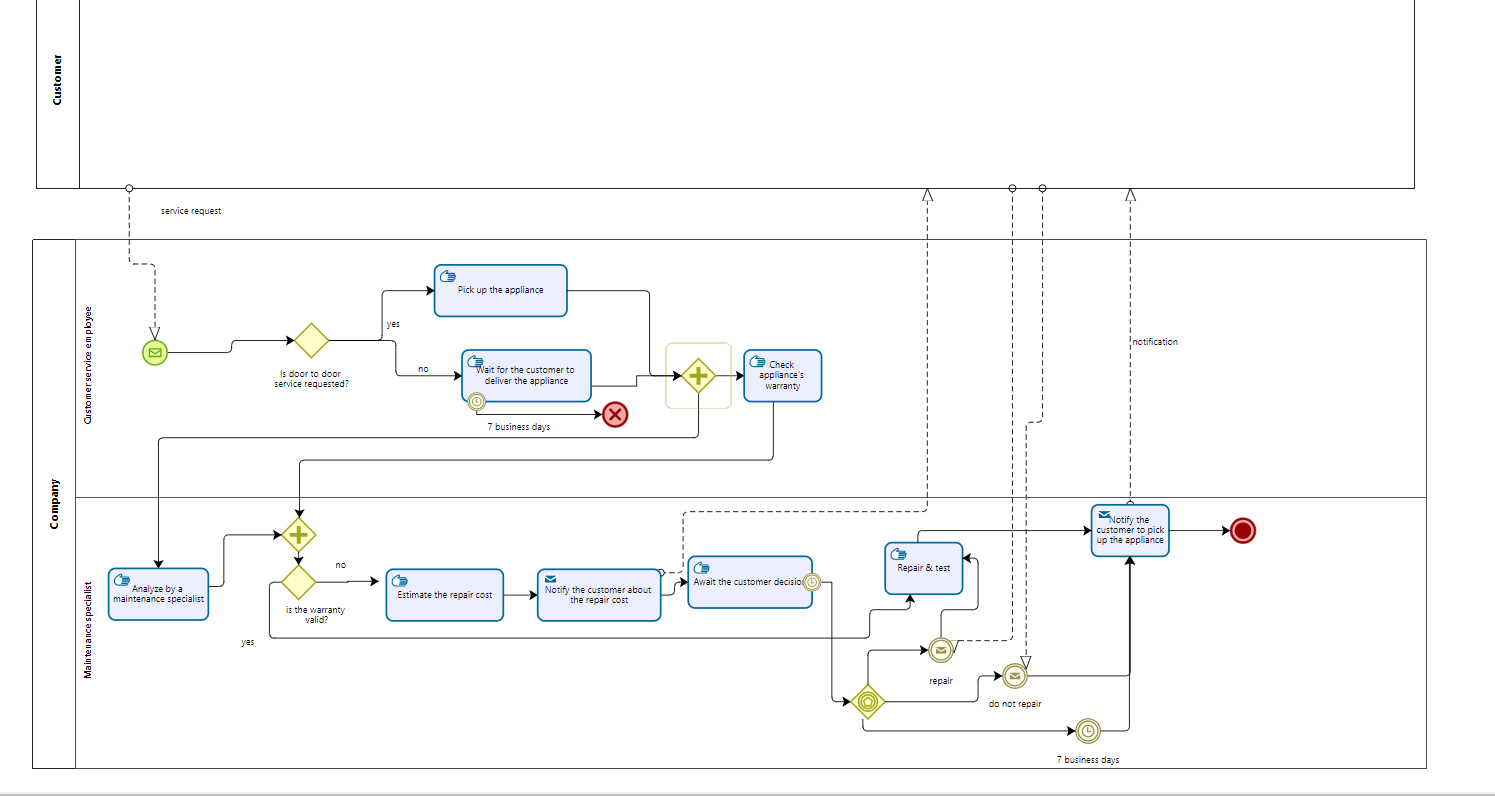 Customer
service request
Company
Customer service employee
Pick up the appliance
yes
Is door to door
service requested?
no
Wait for the customer to
deliver the appliance
7 business days
Check
appliance's
warranty
notification
Maintenance specialist
Analyze by a
maintenance specialist
no
is the warranty
valid?
yes
Estimate the repair cost
Notify the customer about
the repair cost
Await the customer decision
Repair & test
Notify the
customer to pick
up the appliance
repair
do not repair
7 business days